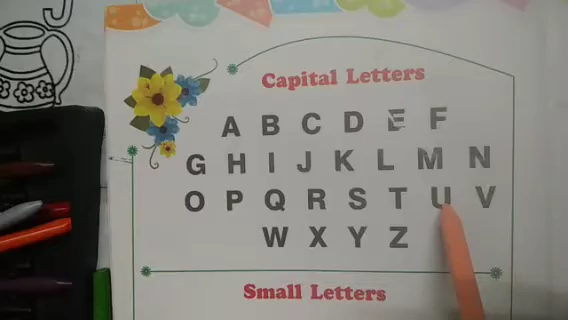 Capital Letters
A B C D E F
G H I J K L M N
O P Q R S T U V
W X Y Z
Small Letters